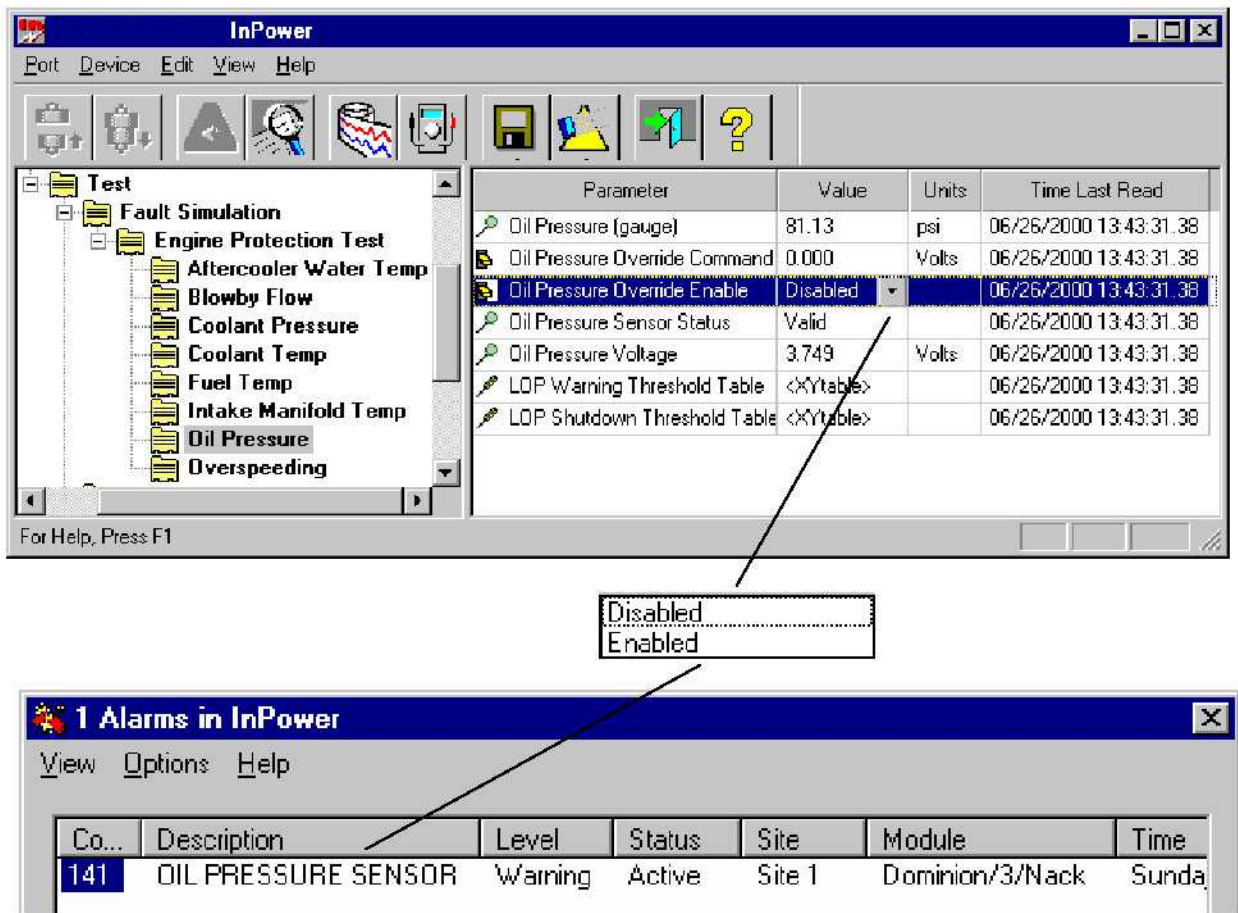 InPower
Port Device Edit View Help
Test
Fault Simulation
Engine Protection Test
Aftercooler Water Temp
Blowby Flow
Coolant Pressure
Coolant Temp
Fuel Temp
Intake Manifold Temp
Oil Pressure
Overspeeding
Parameter Value Units Time Last Read
Oil Pressure (gauge) 81.13 psi 06/26/2000 13:43:31.38
Oil Pressure Override Command 0.000 Volts 06/26/2000 13:43:31.38
Oil Pressure Override Enable Disabled 06/26/2000 13:43:31.38
Oil Pressure Sensor Status Valid 06/26/2000 13:43:31.38
Oil Pressure Voltage 3.749 Volts 06/26/2000 13:43:31.38
LOP Warning Threshold Table <XYtable> 06/26/2000 13:43:31.38
LOP Shutdown Threshold Table <XYtable> 06/26/2000 13:43:31.38
For Help, Press F1
Disabled
Enabled
1 Alarms in InPower
View Options Help
Co... Description Level Status Site Module Time
141 OIL PRESSURE SENSOR Warning Active Site 1 Dominion/3/Nack Sunda